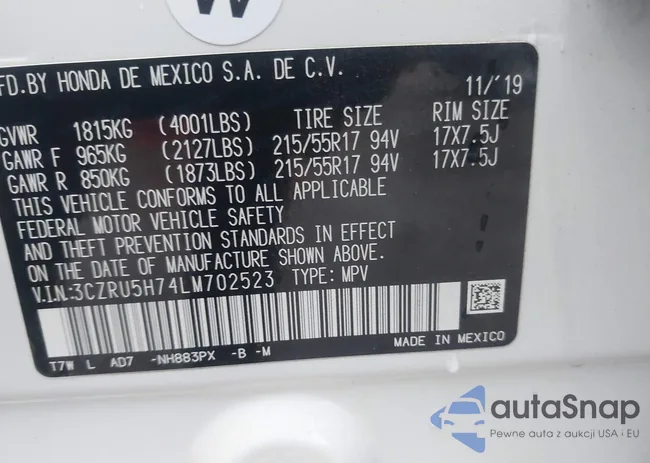 W
MFD.BY HONDA DE MEXICO S.A. DE C.V. 11/'19
GVWR 1815KG (4001LBS) TIRE SIZE RIM SIZE
GAWR F 965KG (2127LBS) 215/55R17 94V 17X7.5J
GAWR R 850KG (1873LBS) 215/55R17 94V 17X7.5J
THIS VEHICLE CONFORMS TO ALL APPLICABLE
FEDERAL MOTOR VEHICLE SAFETY
AND THEFT PREVENTION STANDARDS IN EFFECT
ON THE DATE OF MANUFACTURE SHOWN ABOVE.
V.I.N:3CZRU5H74LM702523 TYPE: MPV
T7W L AD7 -NH883PX -B -M MADE IN MEXICO
autaSnap
Pewne auta z aukcji USA i EU